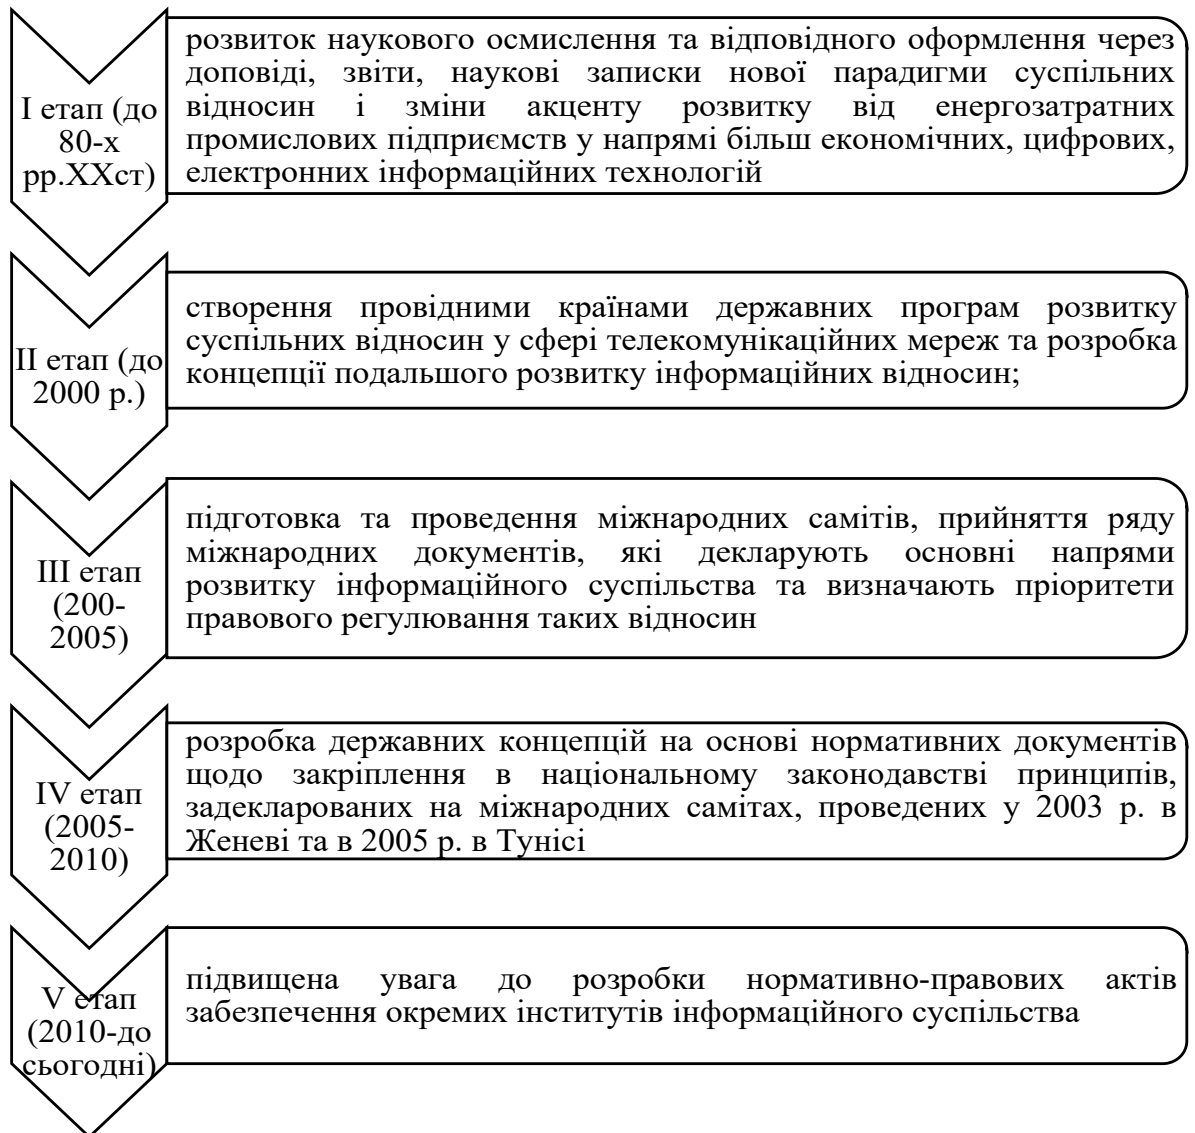 І етап (до
80-х
рр.ХХст)
розвиток наукового осмислення та відповідного оформлення через
доповіді, звіти, наукові записки нової парадигми суспільних
відносин і зміни акценту розвитку від енергозатратних
промислових підприємств у напрямі більш економічних, цифрових,
електронних інформаційних технологій
ІІ етап (до
2000 р.)
створення провідними країнами державних програм розвитку
суспільних відносин у сфері телекомунікаційних мереж та розробка
концепції подальшого розвитку інформаційних відносин;
ІІІ етап
(200-
2005)
підготовка та проведення міжнародних самітів, прийняття ряду
міжнародних документів, які декларують основні напрями
розвитку інформаційного суспільства та визначають пріоритети
правового регулювання таких відносин
IV етап
(2005-
2010)
розробка державних концепцій на основі нормативних документів
щодо закріплення в національному законодавстві принципів,
задекларованих на міжнародних самітах, проведених у 2003 р. в
Женеві та в 2005 р. в Тунісі
V етап
(2010-до
сьогодні)
підвищена увага до розробки нормативно-правових актів
забезпечення окремих інститутів інформаційного суспільства